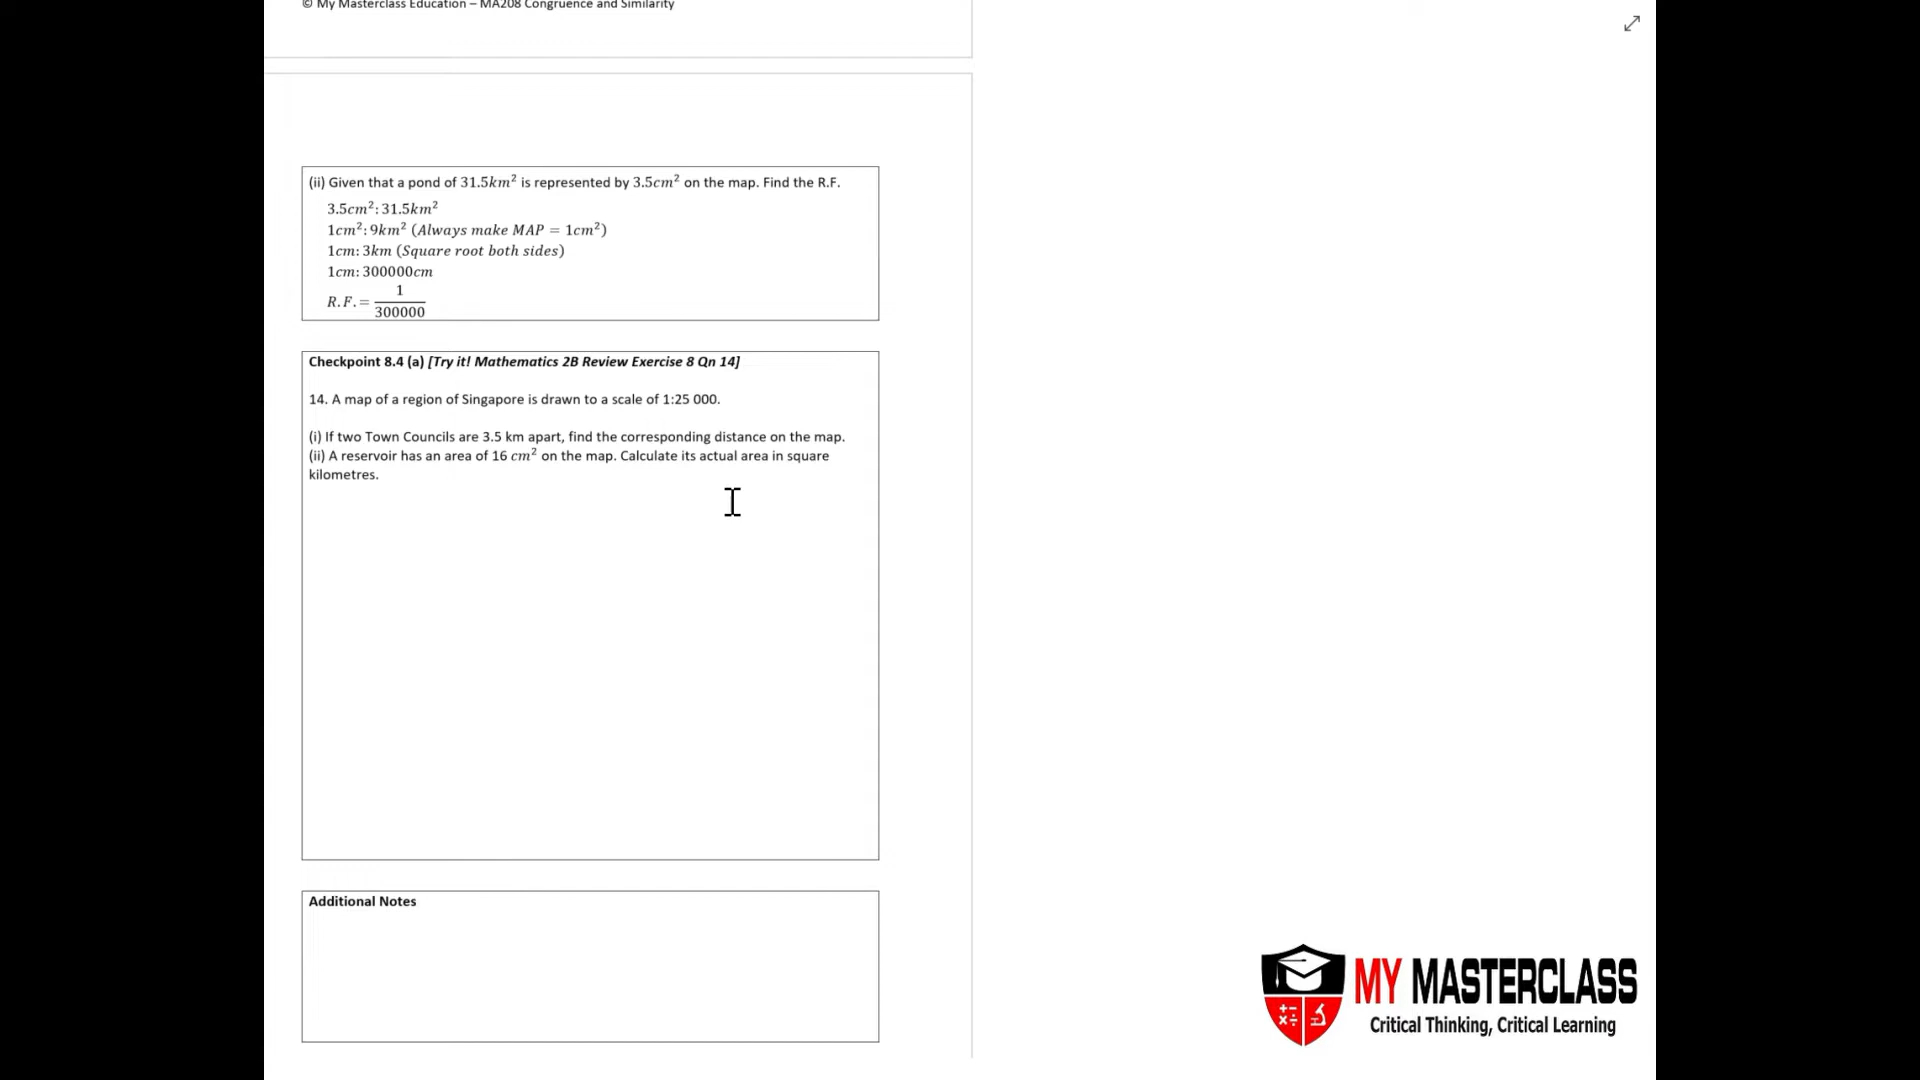 © My Masterclass Education – MA208 Congruence and Similarity
(ii) Given that a pond of 31.5km² is represented by 3.5cm² on the map. Find the R.F.
3.5cm²: 31.5km²
1cm²: 9km² (Always make MAP = 1cm²)
1cm: 3km (Square root both sides)
1cm: 300000cm
R.F. = 1/300000
Checkpoint 8.4 (a) [Try it! Mathematics 2B Review Exercise 8 Qn 14]
14. A map of a region of Singapore is drawn to a scale of 1:25 000.
(i) If two Town Councils are 3.5 km apart, find the corresponding distance on the map.
(ii) A reservoir has an area of 16 cm² on the map. Calculate its actual area in square
kilometres.
Additional Notes
MY MASTERCLASS
Critical Thinking, Critical Learning